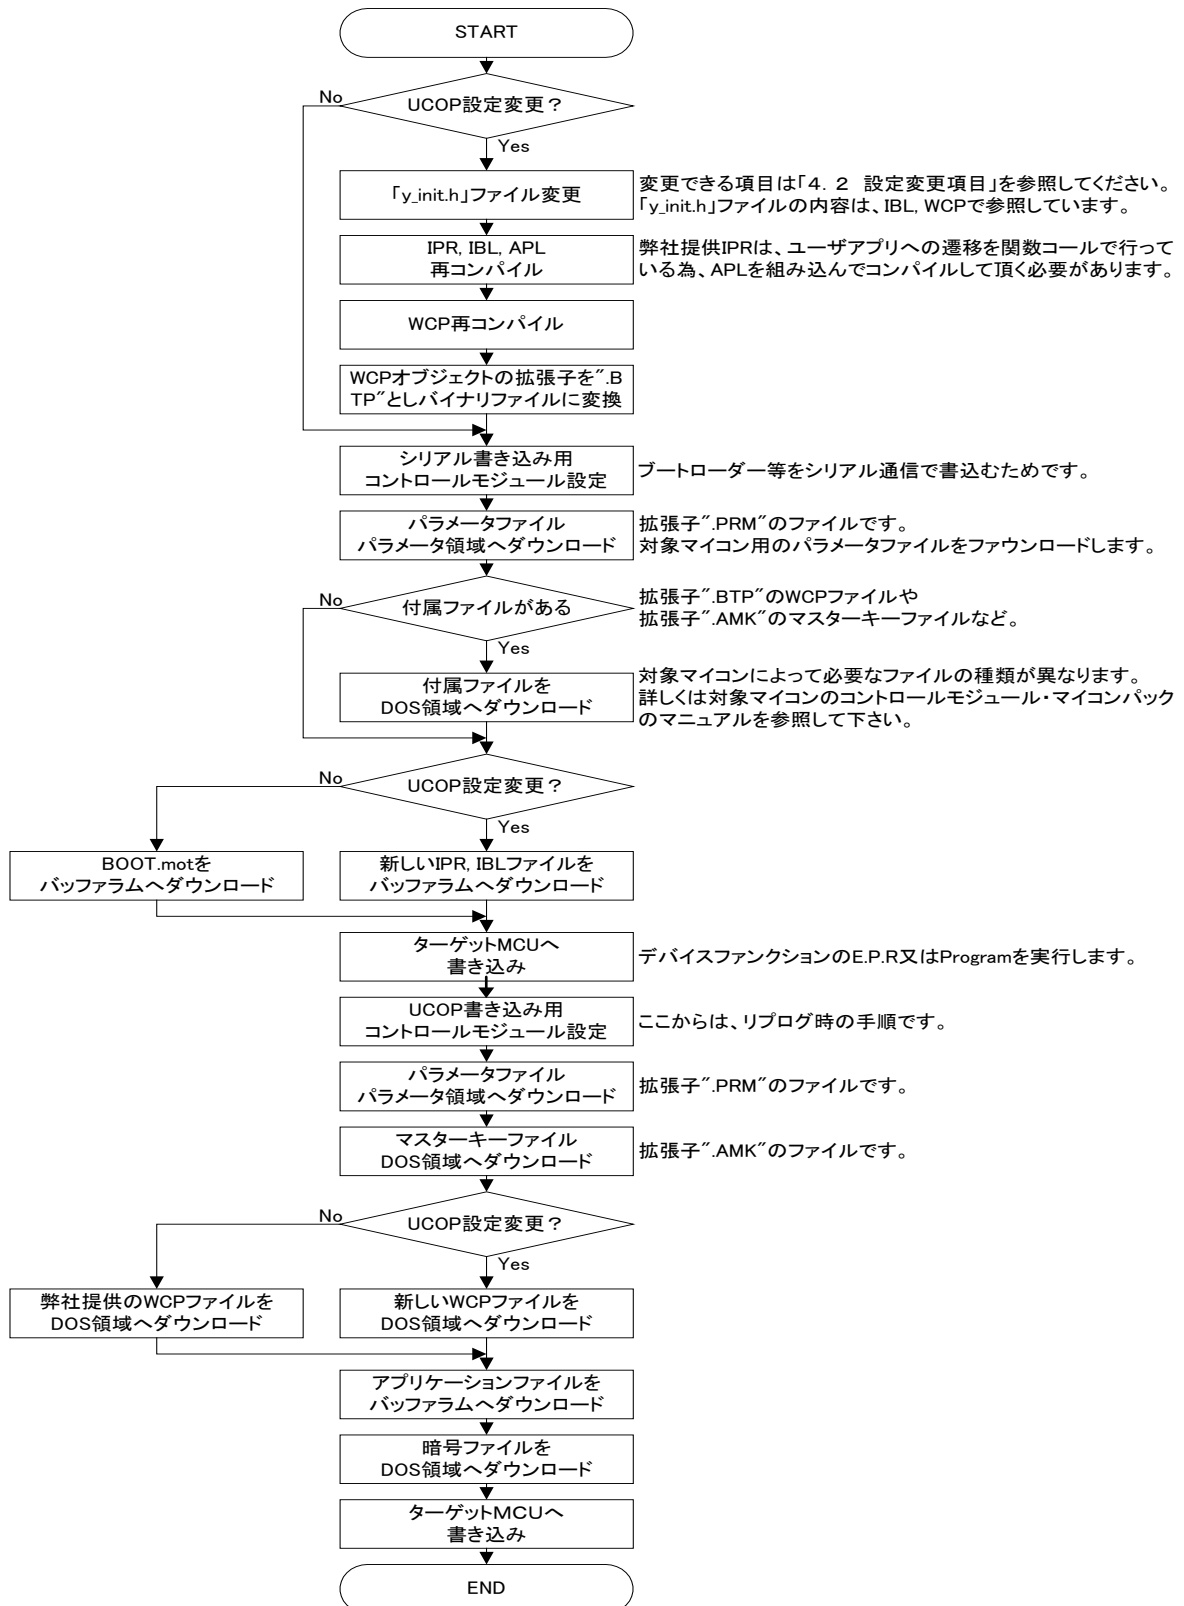 START
UCOP設定変更？
No
Yes
「y_init.h」ファイル変更
変更できる項目は「４．２　設定変更項目」を参照してください。
「y_init.h」ファイルの内容は、IBL, WCPで参照しています。
IPR, IBL, APL
再コンパイル
弊社提供IPRは、ユーザアプリへの遷移を関数コールで行って
いる為、APLを組み込んでコンパイルして頂く必要があります。
WCP再コンパイル
WCPオブジェクトの拡張子を″.B
TP″としバイナリファイルに変換
シリアル書き込み用
コントロールモジュール設定
ブートローダー等をシリアル通信で書込むためです。
パラメータファイル
パラメータ領域へダウンロード
拡張子″.PRM″のファイルです。
対象マイコン用のパラメータファイルをファウンロードします。
No
付属ファイルがある
拡張子″.BTP″のWCPファイルや
拡張子″.AMK″のマスターキーファイルなど。
Yes
付属ファイルを
DOS領域へダウンロード
対象マイコンによって必要なファイルの種類が異なります。
詳しくは対象マイコンのコントロールモジュール・マイコンパック
のマニュアルを参照して下さい。
No
UCOP設定変更？
Yes
BOOT.motを
バッファラムへダウンロード
新しいIPR, IBLファイルを
バッファラムへダウンロード
ターゲットMCUへ
書き込み
デバイスファンクションのE.P.R又はProgramを実行します。
UCOP書き込み用
コントロールモジュール設定
ここからは、リプログ時の手順です。
パラメータファイル
パラメータ領域へダウンロード
拡張子″.PRM″のファイルです。
マスターキーファイル
DOS領域へダウンロード
拡張子″.AMK″のファイルです。
No
UCOP設定変更？
Yes
弊社提供のWCPファイルを
DOS領域へダウンロード
新しいWCPファイルを
DOS領域へダウンロード
アプリケーションファイルを
バッファラムへダウンロード
暗号ファイルを
DOS領域へダウンロード
ターゲットＭＣＵへ
書き込み
END